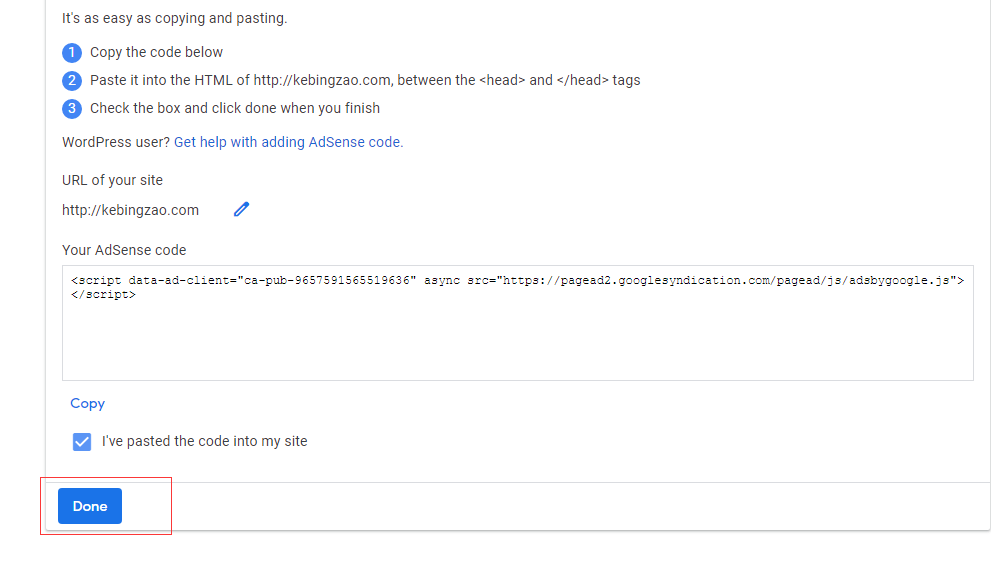 It's as easy as copying and pasting.
1 Copy the code below
2 Paste it into the HTML of http://kebingzao.com, between the <head> and </head> tags
3 Check the box and click done when you finish
WordPress user? Get help with adding AdSense code.
URL of your site
http://kebingzao.com
Your AdSense code
<script data-ad-client="ca-pub-9657591565519636" async src="https://pagead2.googlesyndication.com/pagead/js/adsbygoogle.js">
</script>
Copy
I've pasted the code into my site
Done